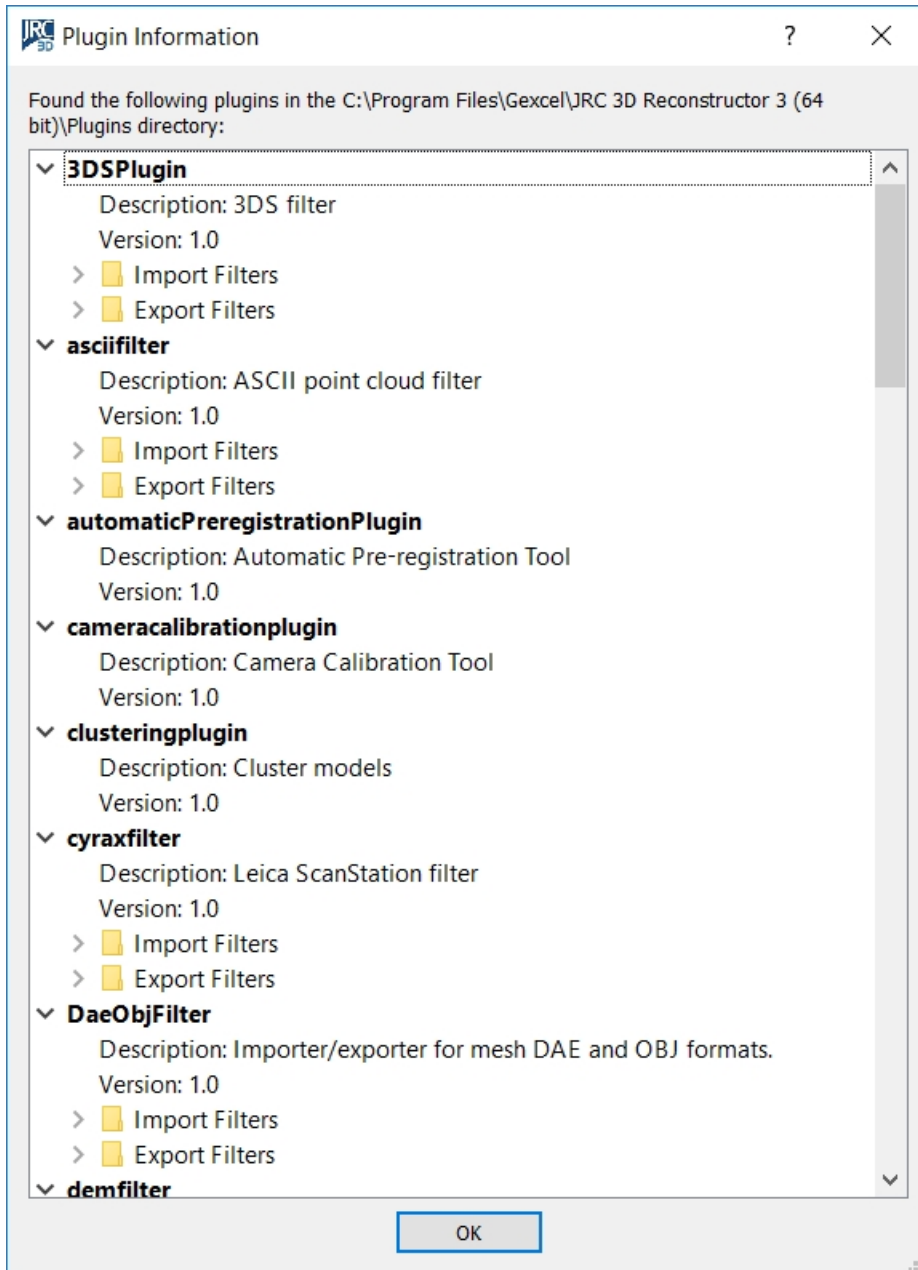 JRC 3D Plugin Information ?
Found the following plugins in the C:\Program Files\Gexcel\JRC 3D Reconstructor 3 (64
bit)\Plugins directory:
3DSPlugin
Description: 3DS filter
Version: 1.0
Import Filters
Export Filters
asciifilter
Description: ASCII point cloud filter
Version: 1.0
Import Filters
Export Filters
automaticPreregistrationPlugin
Description: Automatic Pre-registration Tool
Version: 1.0
cameracalibrationplugin
Description: Camera Calibration Tool
Version: 1.0
clusteringplugin
Description: Cluster models
Version: 1.0
cyraxfilter
Description: Leica ScanStation filter
Version: 1.0
Import Filters
Export Filters
DaeObjFilter
Description: Importer/exporter for mesh DAE and OBJ formats.
Version: 1.0
Import Filters
Export Filters
demfilter
OK